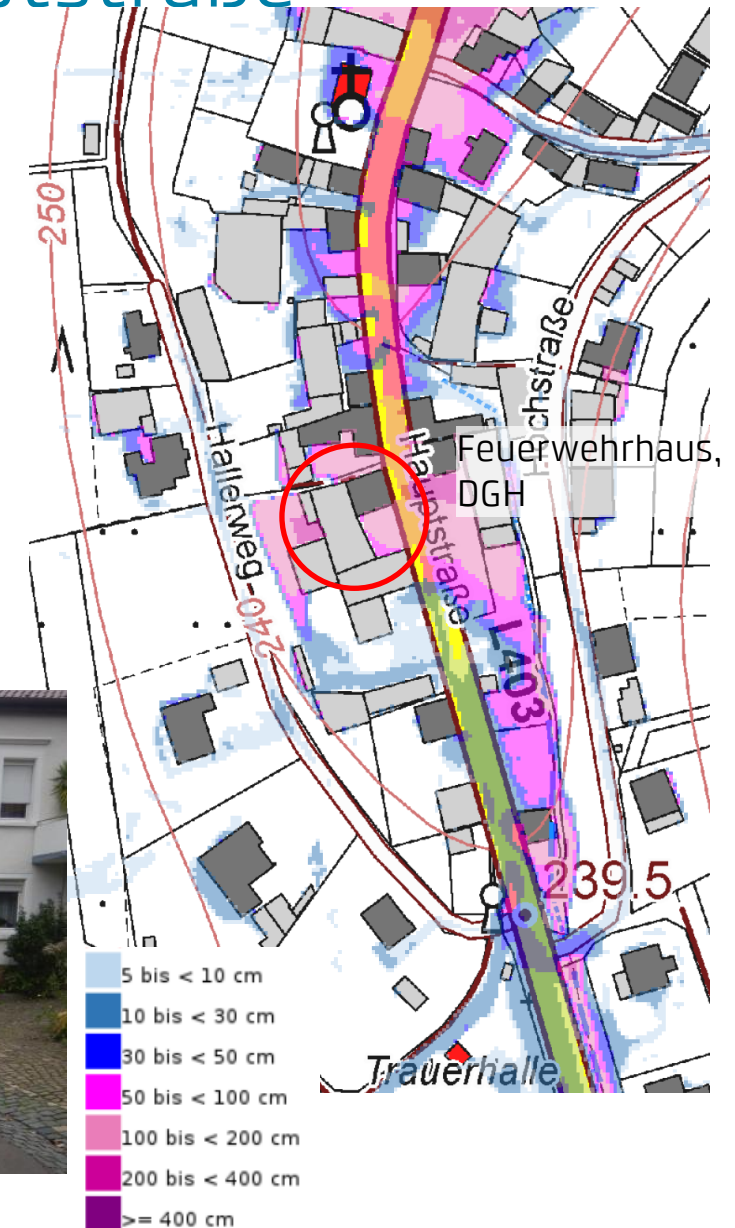 250
Hochstraße
Hallerweg
Hauptstraße
Feuerwehrhaus,
DGH
240
L 403
239.5
Trauerhalle
5 bis < 10 cm
10 bis < 30 cm
30 bis < 50 cm
50 bis < 100 cm
100 bis < 200 cm
200 bis < 400 cm
>= 400 cm